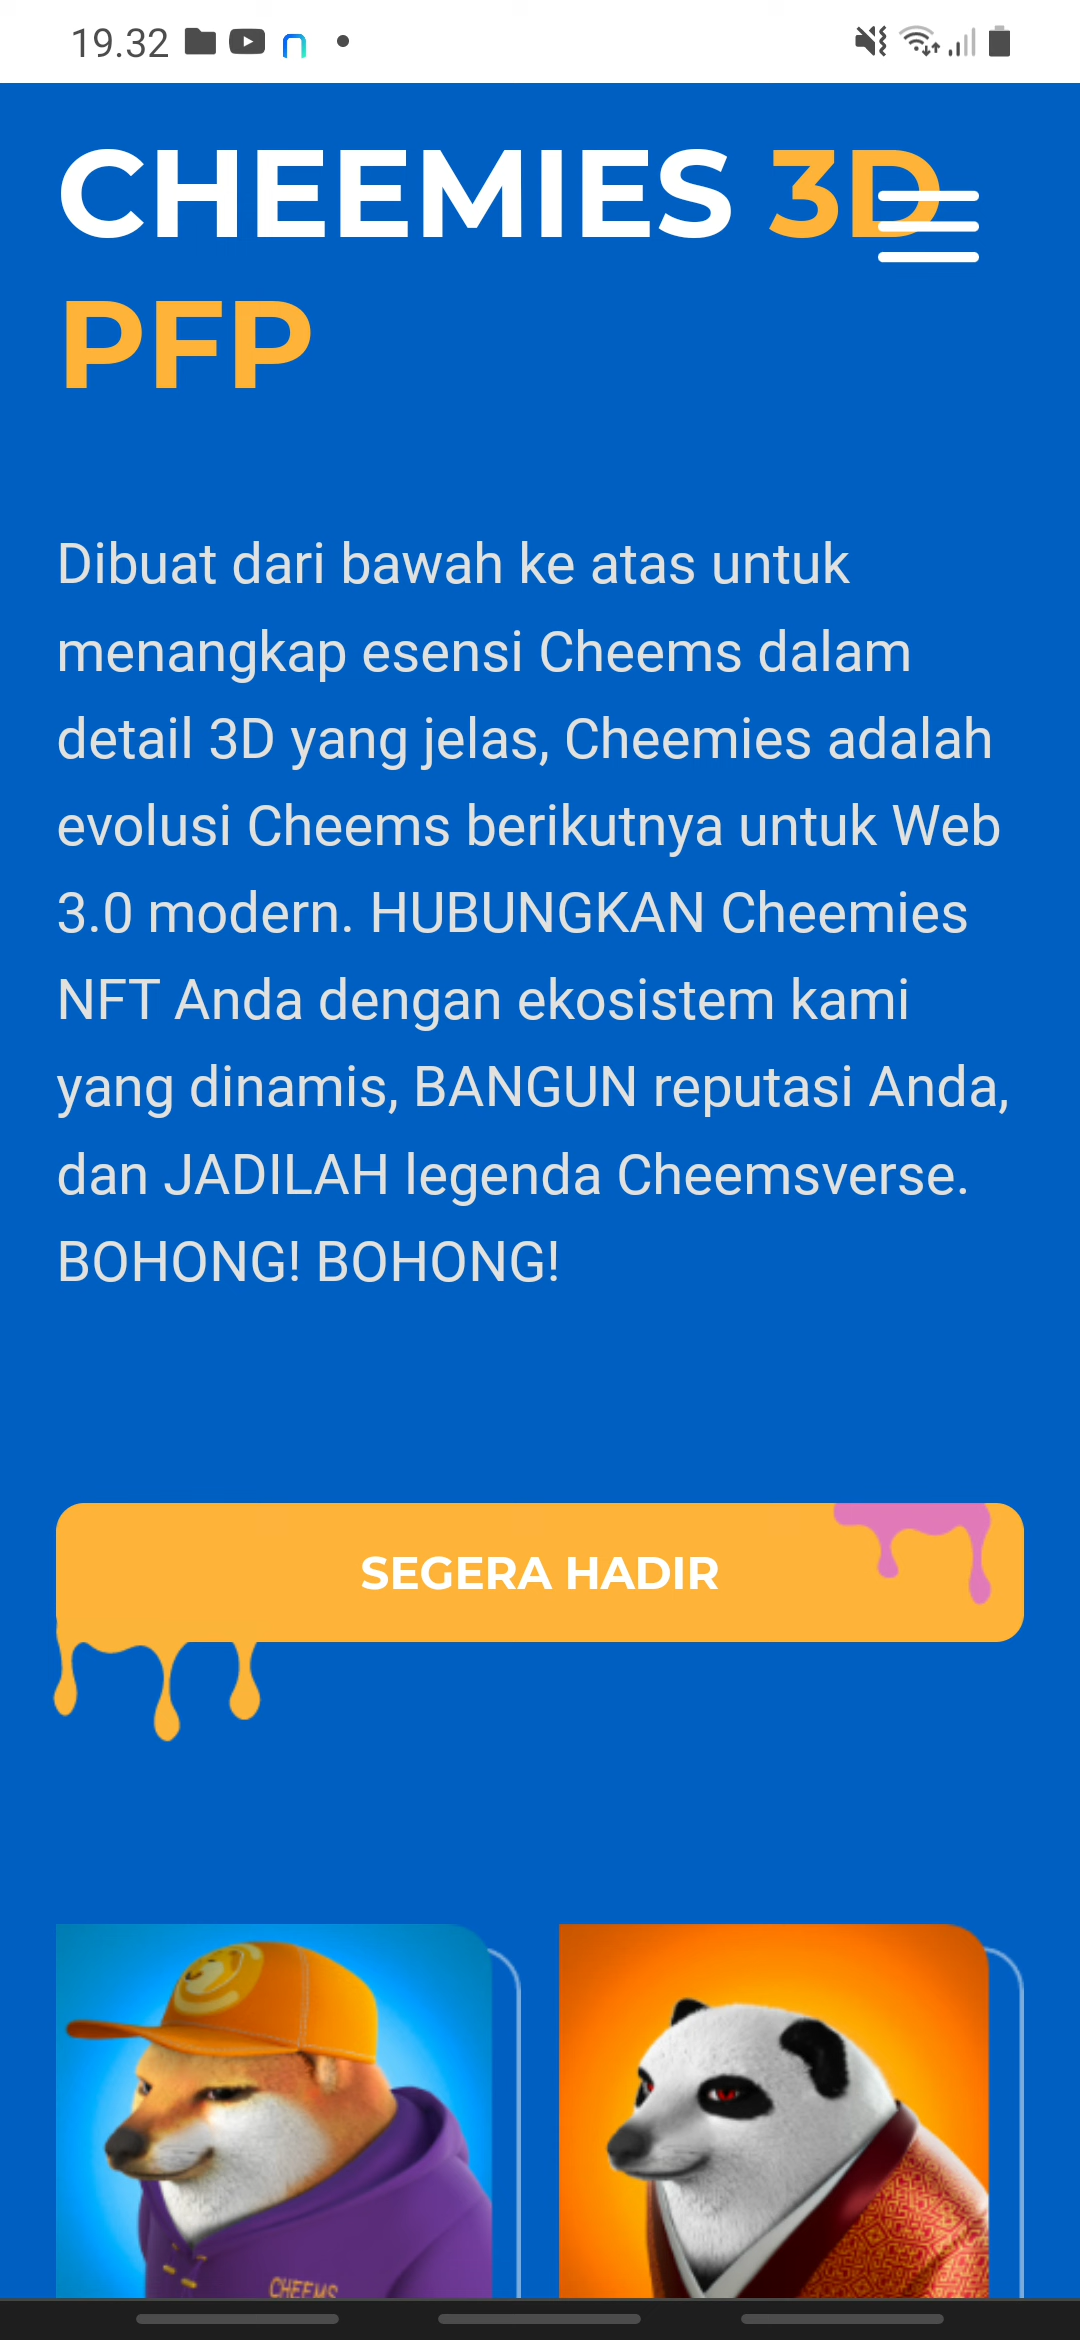 19.32
CHEEMIES 3D
PFP
Dibuat dari bawah ke atas untuk
menangkap esensi Cheems dalam
detail 3D yang jelas, Cheemies adalah
evolusi Cheems berikutnya untuk Web
3.0 modern. HUBUNGKAN Cheemies
NFT Anda dengan ekosistem kami
yang dinamis, BANGUN reputasi Anda,
dan JADILAH legenda Cheemsverse.
BOHONG! BOHONG!
SEGERA HADIR
CHEEMS